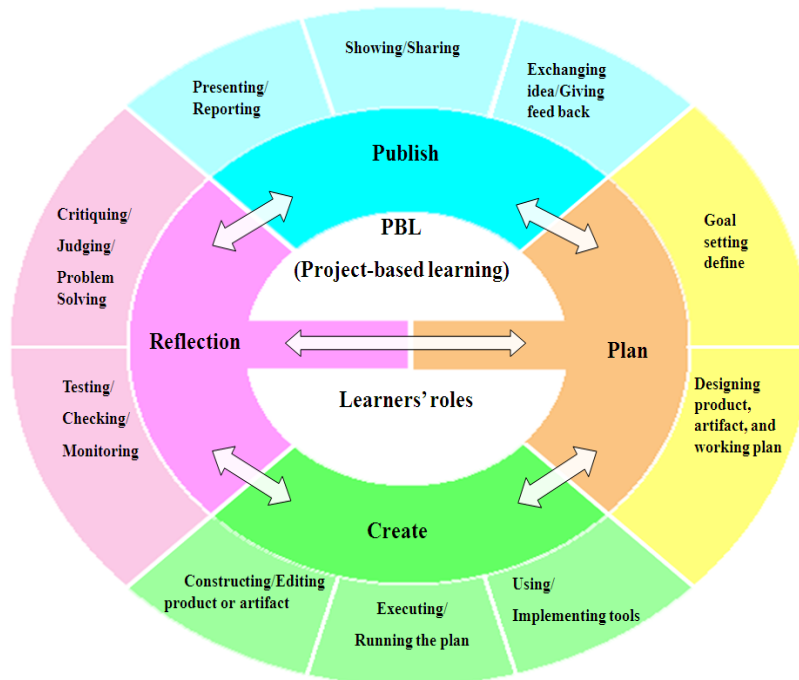 Showing/Sharing
Presenting/
Reporting
Exchanging
idea/Giving
feed back
Publish
Critiquing/
Judging/
Problem
Solving
PBL
(Project-based learning)
Goal
setting
define
Reflection
Plan
Testing/
Checking/
Monitoring
Learners' roles
Designing
product,
artifact, and
working plan
Create
Constructing/Editing
product or artifact
Executing/
Running the plan
Using/
Implementing tools